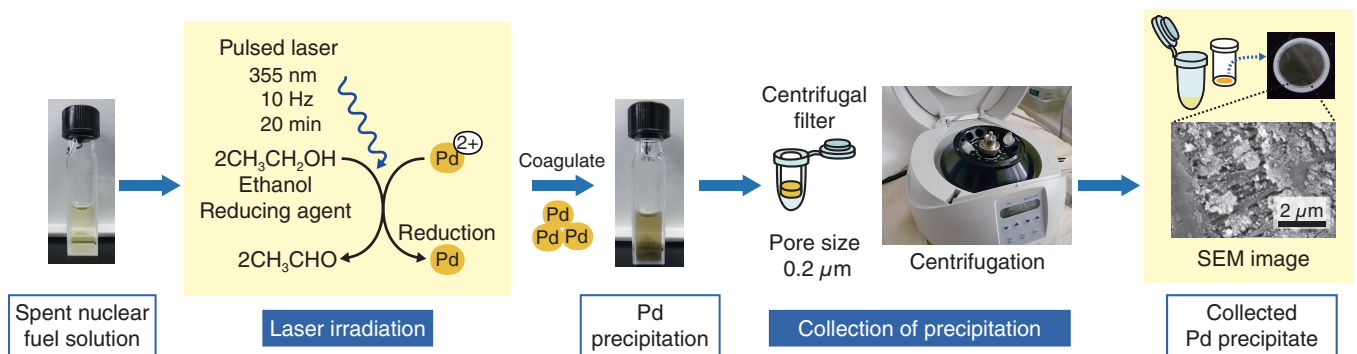 Pulsed laser
355 nm
10 Hz
20 min
2CH₃CH₂OH
Ethanol
Reducing agent
2CH₃CHO
Pd
2+
Reduction
Pd
Coagulate
Pd
Pd
Pd
Centrifugal
filter
Pore size
0.2 µm
Centrifugation
2 µm
SEM image
Spent nuclear
fuel solution
Laser irradiation
Pd
precipitation
Collection of precipitation
Collected
Pd precipitate